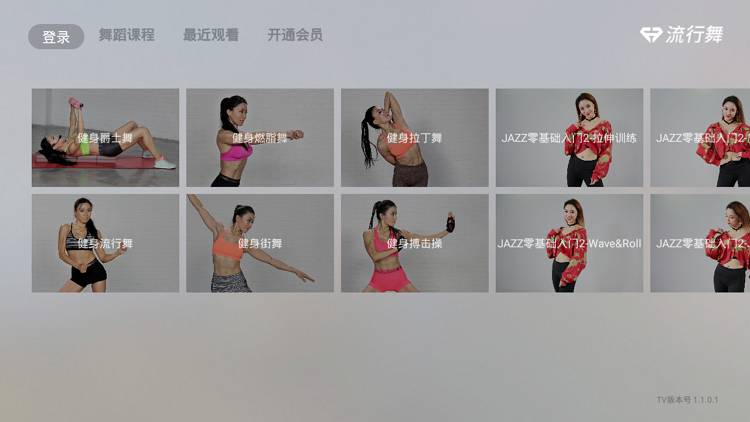 登录
舞蹈课程
最近观看
开通会员
流行舞
健身爵士舞
健身燃脂舞
健身拉丁舞
JAZZ零基础入门2-拉伸训练
JAZZ零基础入门2-
健身流行舞
健身街舞
健身搏击操
JAZZ零基础入门2-Wave&Roll
JAZZ零基础入门2-
TV版本号 1.1.0.1